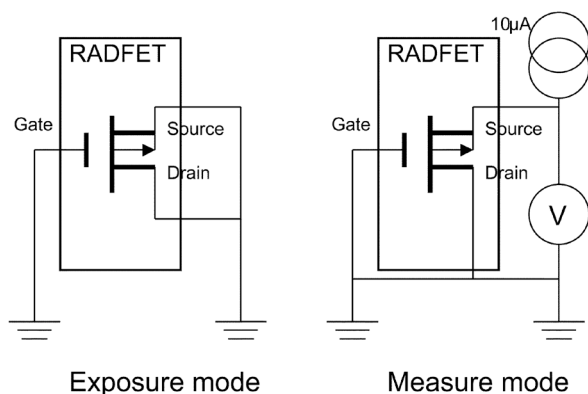 RADFET
Gate
Source
Drain
Exposure mode
10µA
RADFET
Gate
Source
Drain
V
Measure mode